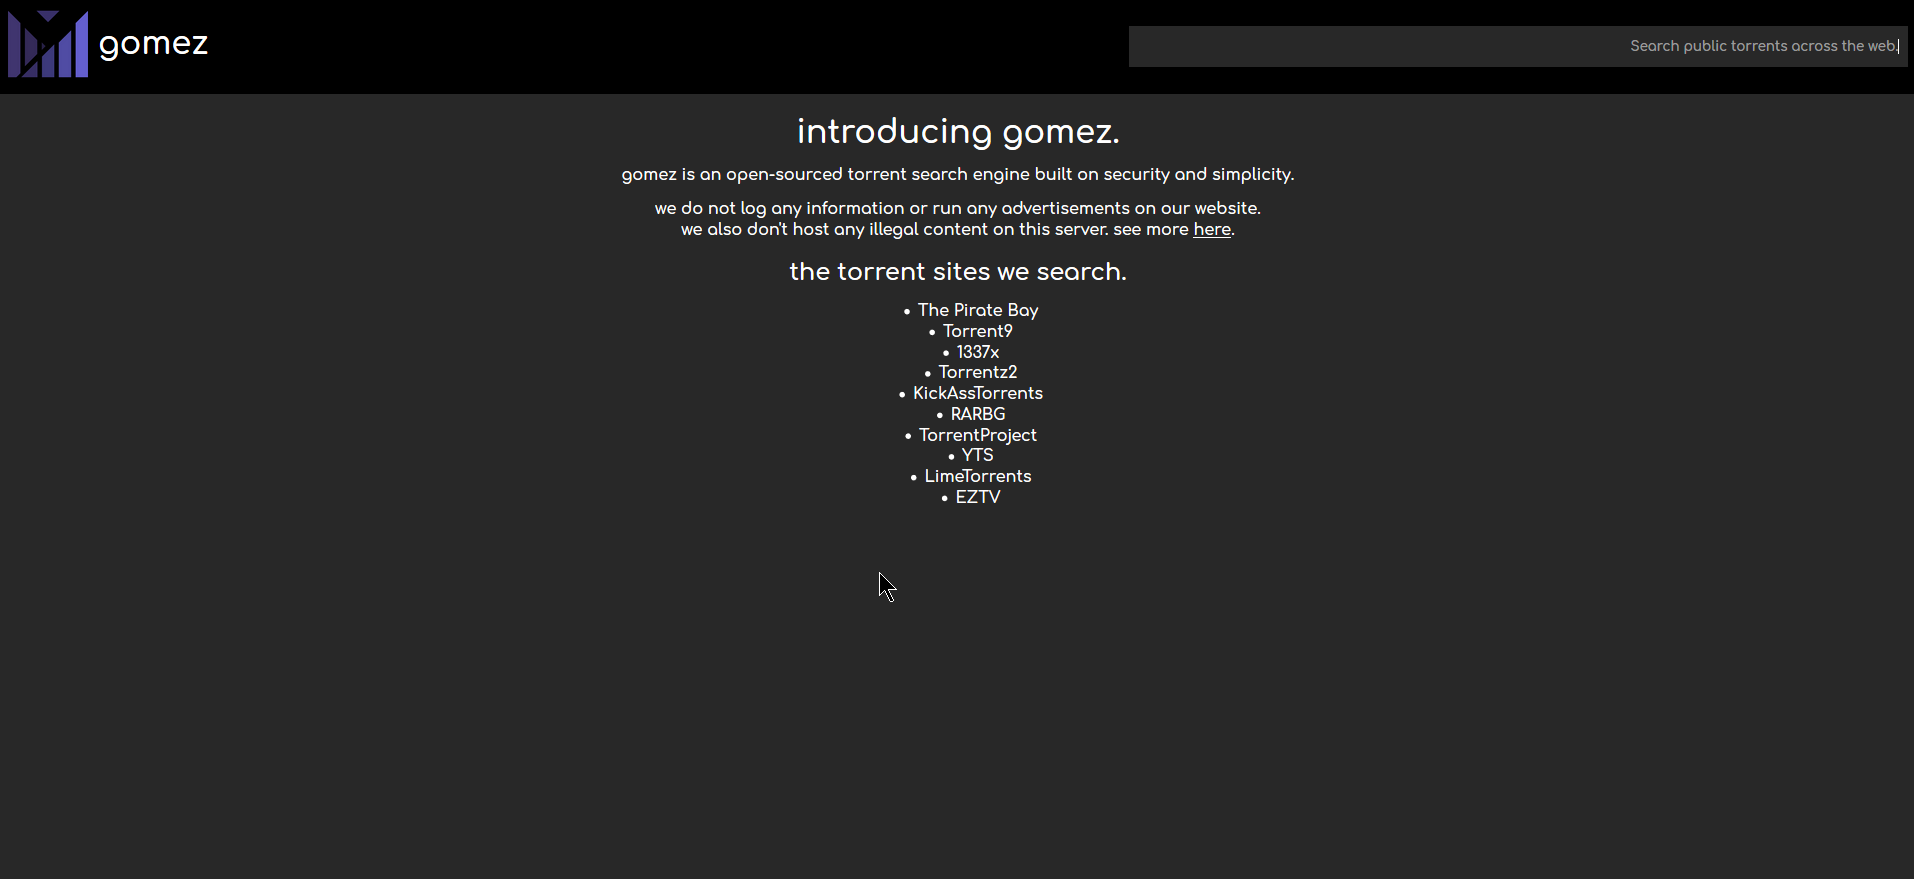 gomez
Search public torrents across the web.
introducing gomez.
gomez is an open-sourced torrent search engine built on security and simplicity.
we do not log any information or run any advertisements on our website.
we also don't host any illegal content on this server. see more here.
the torrent sites we search.
• The Pirate Bay
• Torrent9
• 1337x
• Torrentz2
• KickAssTorrents
• RARBG
• TorrentProject
• YTS
• LimeTorrents
• EZTV